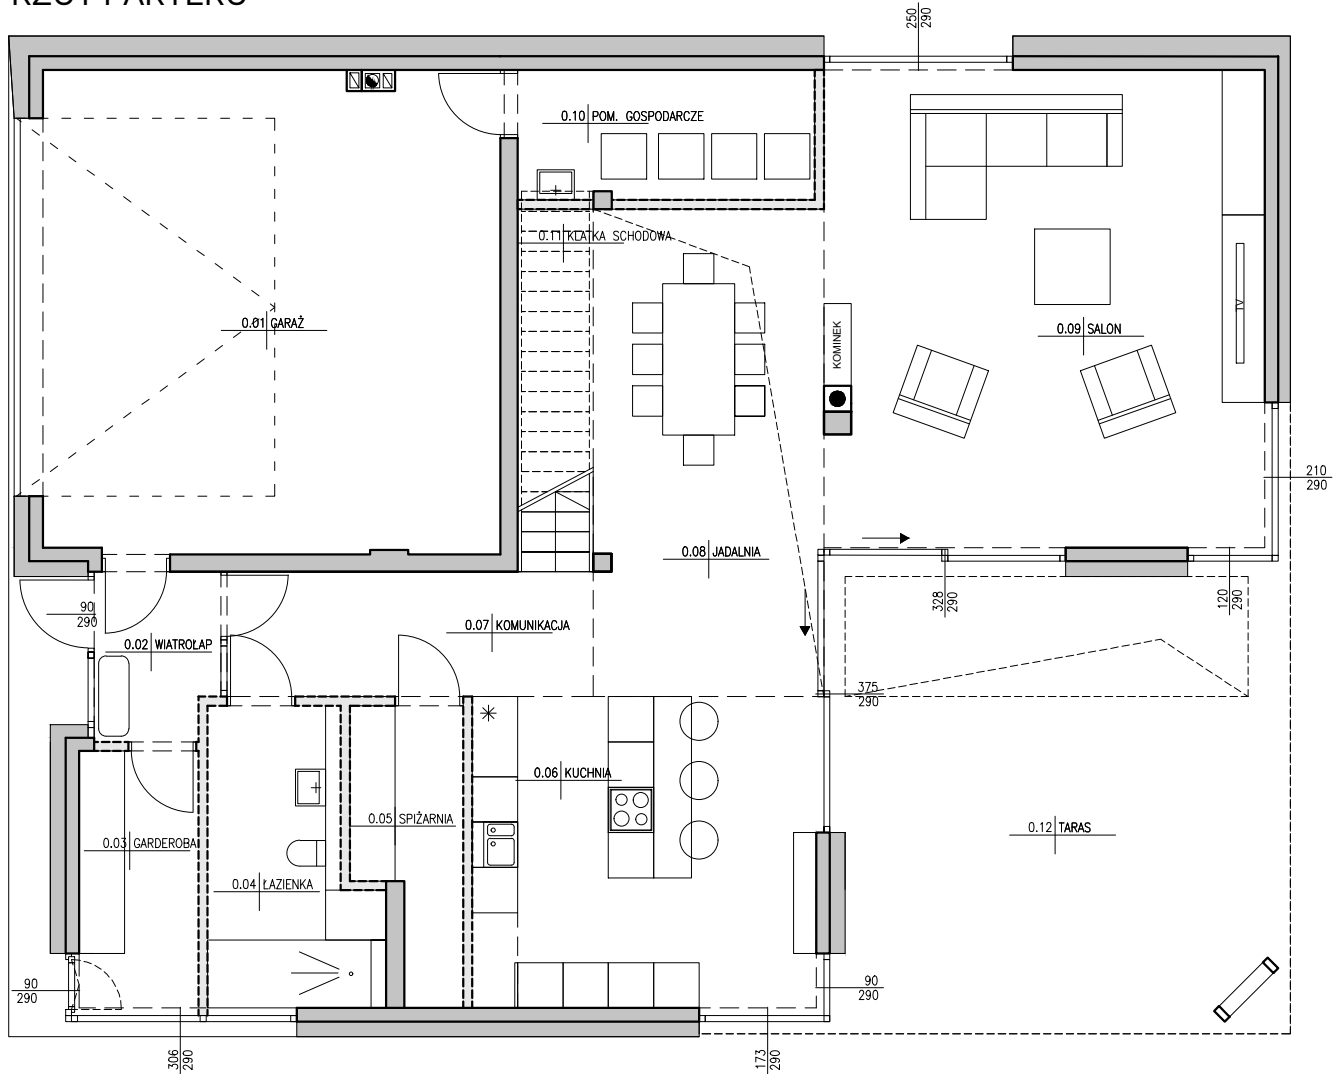 RZUT PARTERU
250
290
0.10 POM. GOSPODARCZE
0.11 KLATKA SCHODOWA
0.01 GARAŻ
KOMINEK
TV
0.09 SALON
210
290
0.08 JADALNIA
328
290
120
290
90
290
0.07 KOMUNIKACJA
0.02 WIATROŁAP
375
290
0.06 KUCHNIA
0.05 SPIŻARNIA
0.12 TARAS
0.03 GARDEROBA
0.04 ŁAZIENKA
90
290
90
290
306
290
173
290